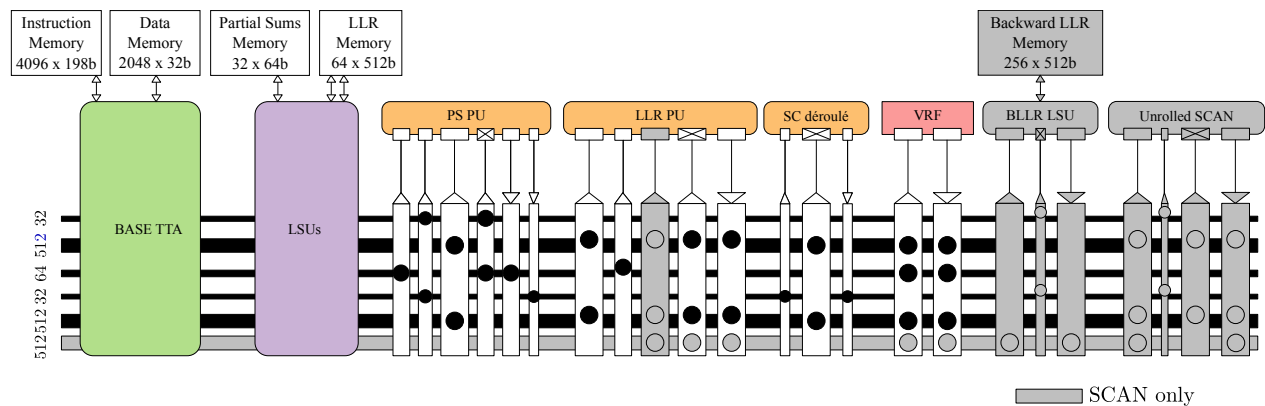 Instruction
Memory
4096 x 198b
Data
Memory
2048 x 32b
Partial Sums
Memory
32 x 64b
LLR
Memory
64 x 512b
Backward LLR
Memory
256 x 512b
PS PU
LLR PU
SC déroulé
VRF
BLLR LSU
Unrolled SCAN
BASE TTA
LSUs
32
512
64
32
512
512
SCAN only